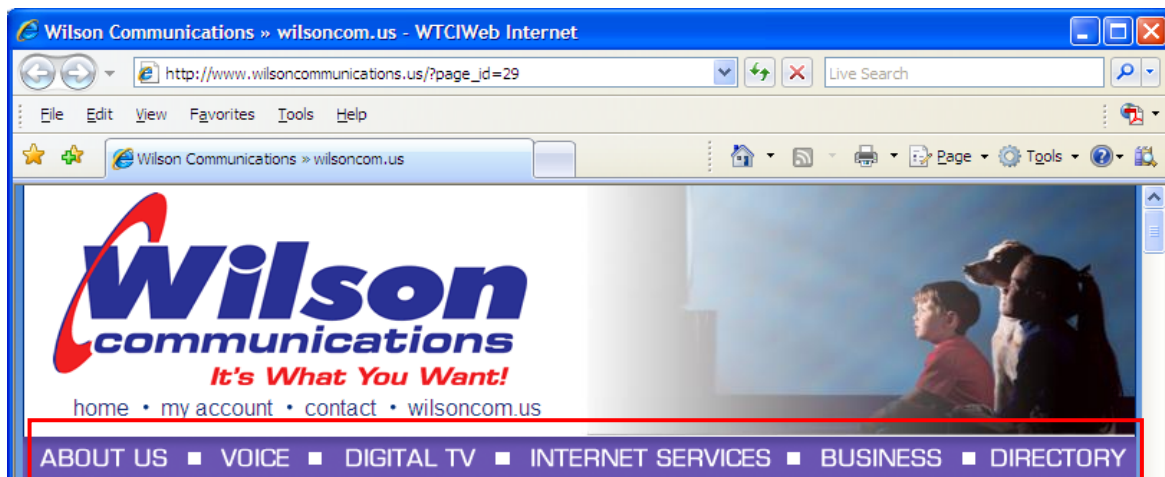 Wilson Communications » wilsoncom.us - WTCIWeb Internet
http://www.wilsoncommunications.us/?page_id=29 Live Search
File Edit View Favorites Tools Help
Wilson Communications » wilsoncom.us Page Tools
Wilson
communications
It's What You Want!
home • my account • contact • wilsoncom.us
ABOUT US ■ VOICE ■ DIGITAL TV ■ INTERNET SERVICES ■ BUSINESS ■ DIRECTORY